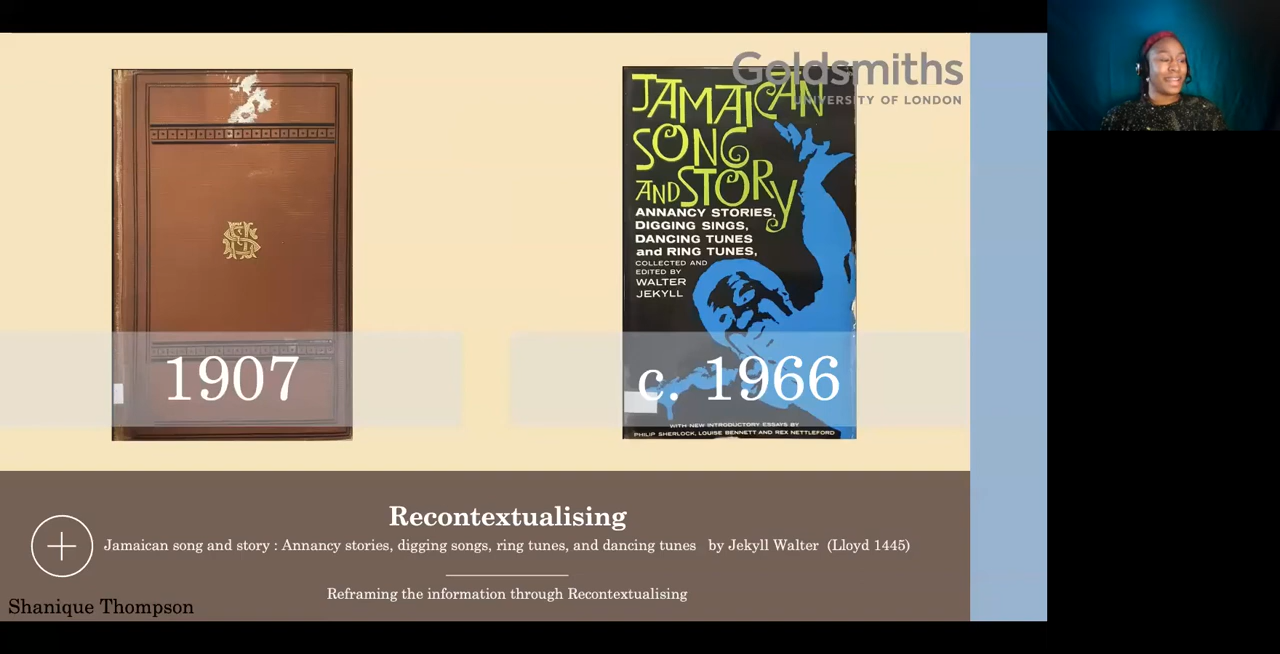 Goldsmiths
UNIVERSITY OF LONDON
JAMAICAN
SONG
AND STORY
ANNANCY STORIES,
DIGGING SINGS,
DANCING TUNES
and RING TUNES,
COLLECTED AND
EDITED BY
WALTER
JEKYLL
WITH NEW INTRODUCTORY ESSAYS BY
PHILIP SHERLOCK, LOUISE BENNETT AND REX NETTLEFORD
1907
c. 1966
Recontextualising
Jamaican song and story : Annancy stories, digging songs, ring tunes, and dancing tunes by Jekyll Walter (Lloyd 1445)
Reframing the information through Recontextualising
Shanique Thompson